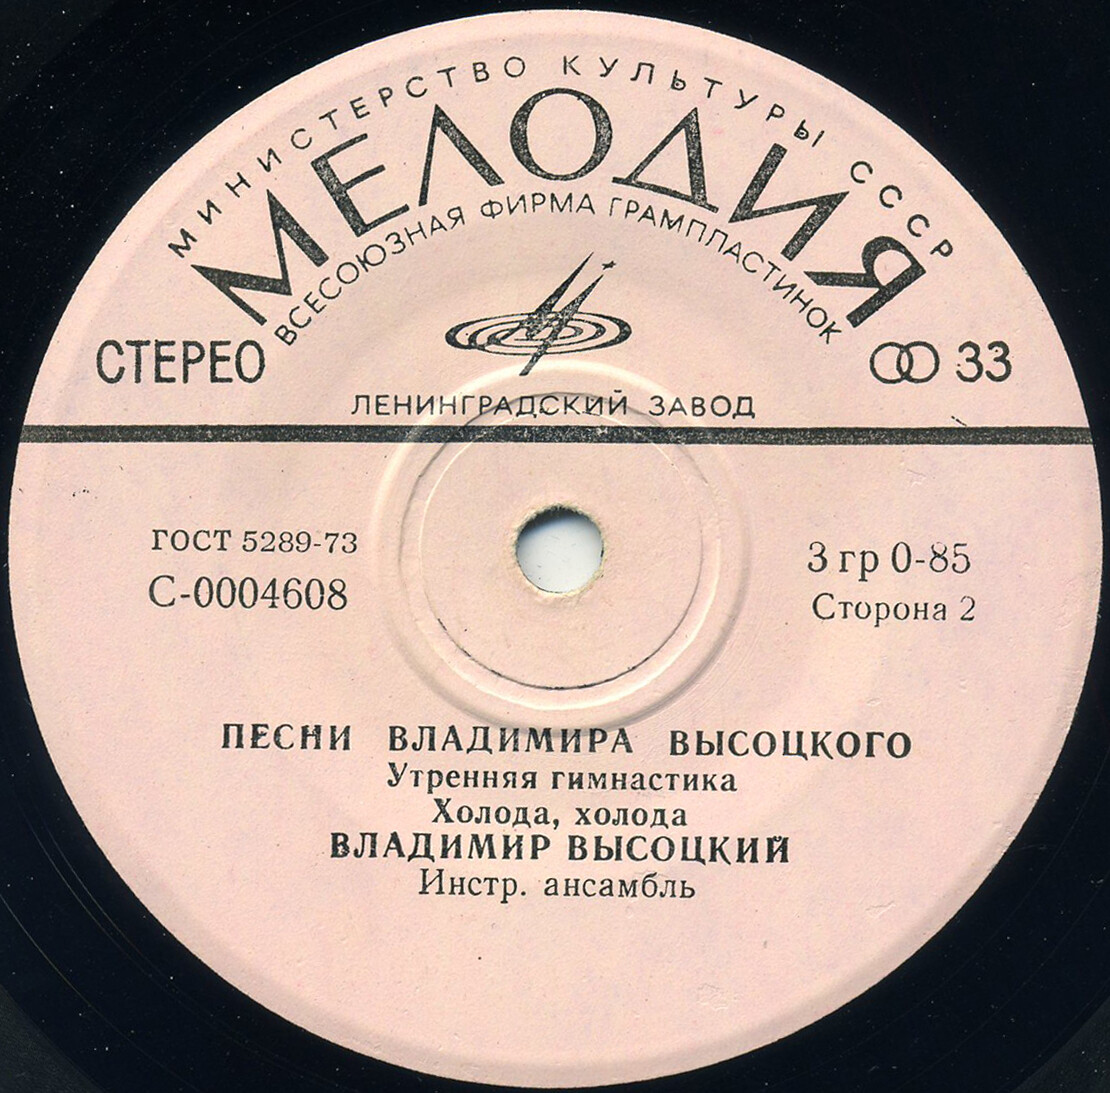 МИНИСТЕРСТВО КУЛЬТУРЫ СССР
МЕЛОДИЯ
ВСЕСОЮЗНАЯ ФИРМА ГРАМПЛАСТИНОК
СТЕРЕО
33
ЛЕНИНГРАДСКИЙ ЗАВОД
ГОСТ 5289-73
С-0004608
3 гр 0-85
Сторона 2
ПЕСНИ ВЛАДИМИРА ВЫСОЦКОГО
Утренняя гимнастика
Холода, холода
ВЛАДИМИР ВЫСОЦКИЙ
Инстр. ансамбль